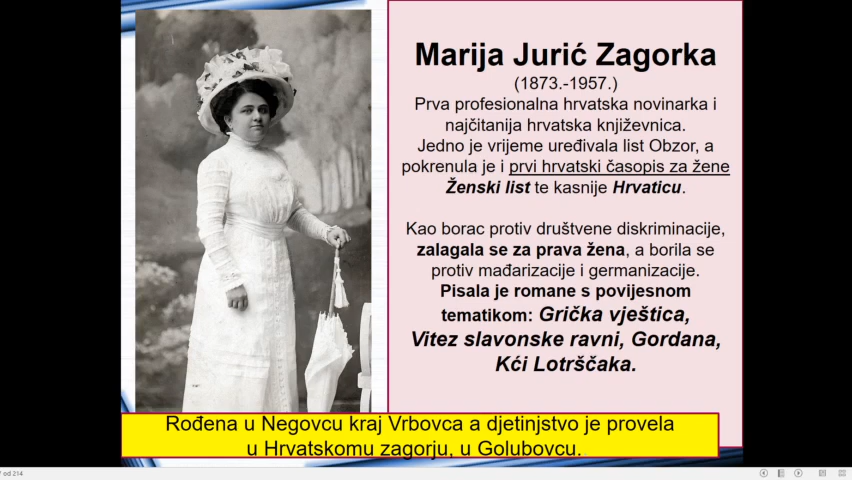 Marija Jurić Zagorka
(1873.-1957.)
Prva profesionalna hrvatska novinarka i
najčitanija hrvatska književnica.
Jedno je vrijeme uređivala list Obzor, a
pokrenula je i prvi hrvatski časopis za žene
Ženski list te kasnije Hrvaticu.
Kao borac protiv društvene diskriminacije,
zalagala se za prava žena, a borila se
protiv mađarizacije i germanizacije.
Pisala je romane s povijesnom
tematikom: Grička vještica,
Vitez slavonske ravni, Gordana,
Kći Lotrščaka.
Rođena u Negovcu kraj Vrbovca a djetinjstvo je provela
u Hrvatskomu zagorju, u Golubovcu.
od 214